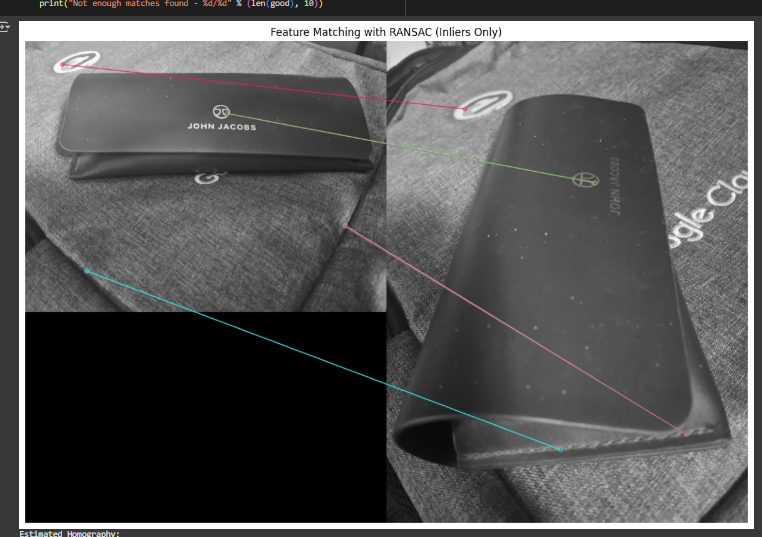 print("Not enough matches found - %d/%d" % (len(good), 10))
Feature Matching with RANSAC (Inliers Only)
JOHN JACOBS
G
JOHN JACOBS
gle Clou
Estimated Homography: